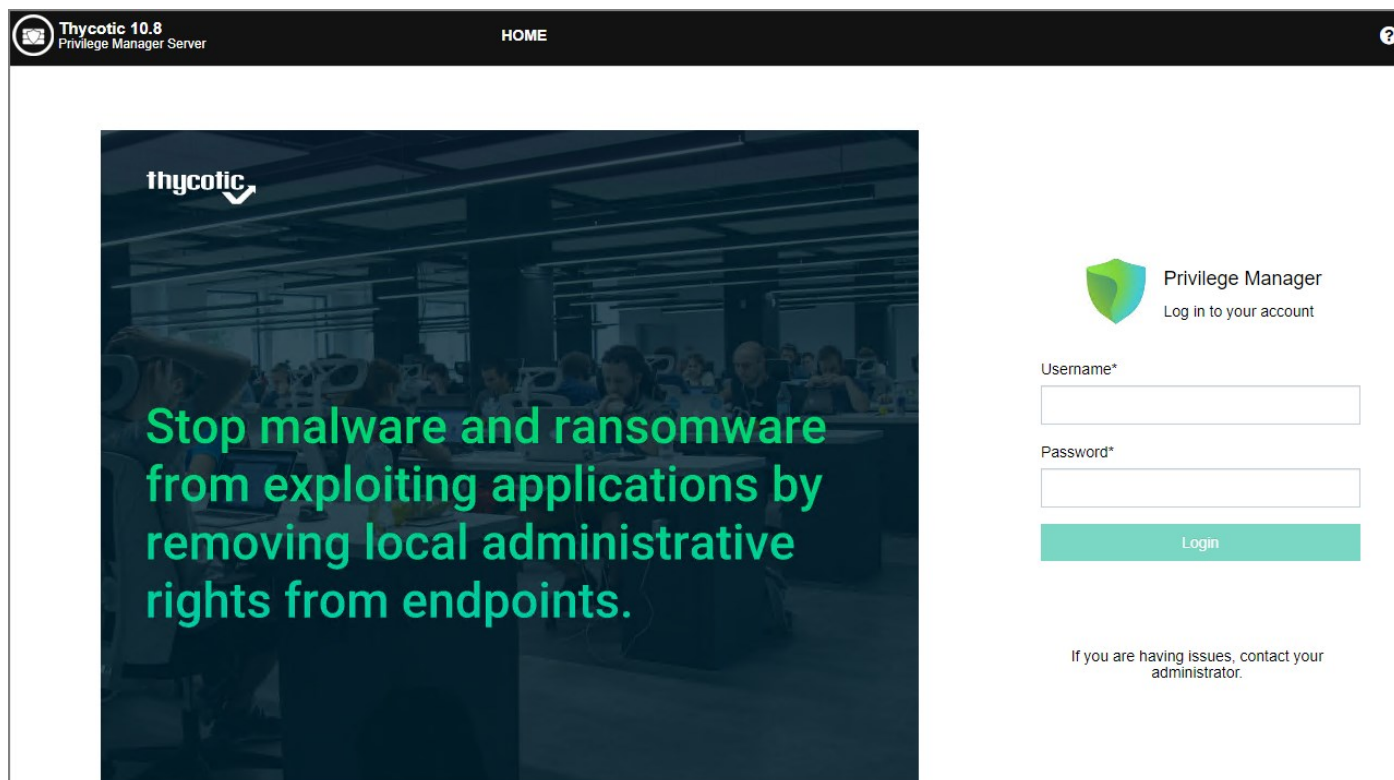 Thycotic 10.8
Privilege Manager Server
HOME
?
thycotic
Stop malware and ransomware
from exploiting applications by
removing local administrative
rights from endpoints.
Privilege Manager
Log in to your account
Username*
Password*
Login
If you are having issues, contact your
administrator.